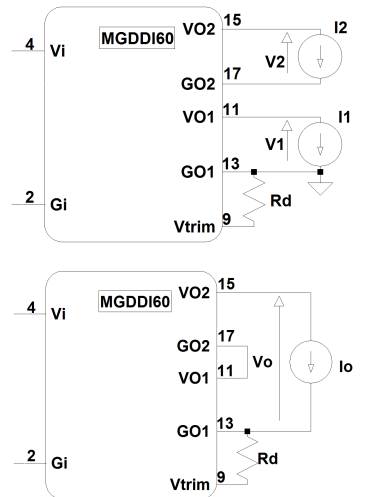 15
VO2
I2
MGDDI60
4
Vi
V2
17
GO2
11
VO1
I1
V1
13
GO1
2
Gi
Rd
Vtrim
9
15
VO2
MGDDI60
4
Vi
17
GO2
Vo
Io
11
VO1
13
GO1
2
Gi
Rd
Vtrim
9